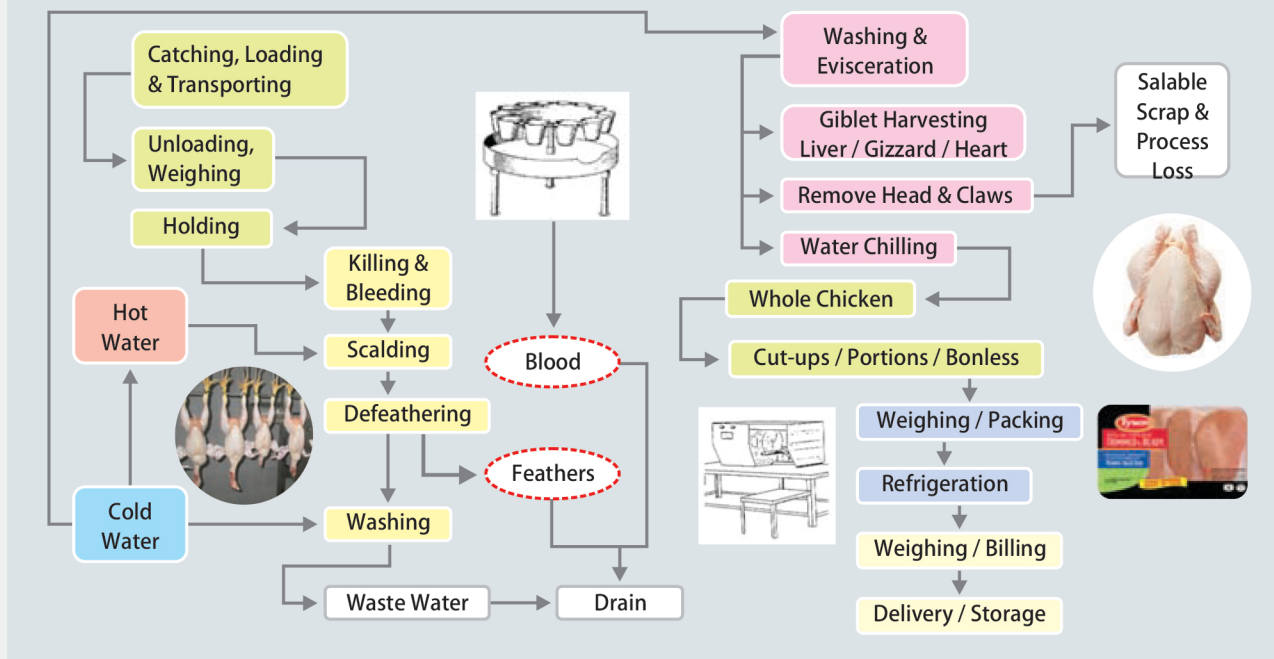 Catching, Loading
& Transporting
Unloading,
Weighing
Holding
Killing &
Bleeding
Hot
Water
Scalding
Defeathering
Cold
Water
Washing
Waste Water
Drain
Blood
Feathers
Washing &
Evisceration
Giblet Harvesting
Liver / Gizzard / Heart
Remove Head & Claws
Salable
Scrap &
Process
Loss
Water Chilling
Whole Chicken
Cut-ups / Portions / Bonless
Weighing / Packing
Refrigeration
Weighing / Billing
Delivery / Storage
Tyson